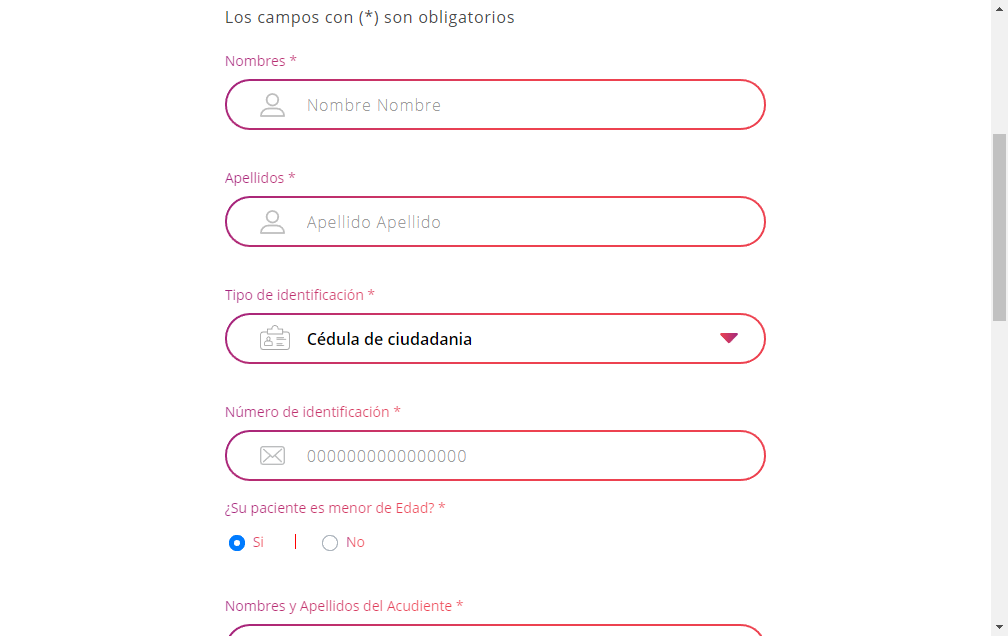 Los campos con (*) son obligatorios
Nombres *
Nombre Nombre
Apellidos *
Apellido Apellido
Tipo de identificación *
Cédula de ciudadania
Número de identificación *
0000000000000000
¿Su paciente es menor de Edad? *
Si | No
Nombres y Apellidos del Acudiente *